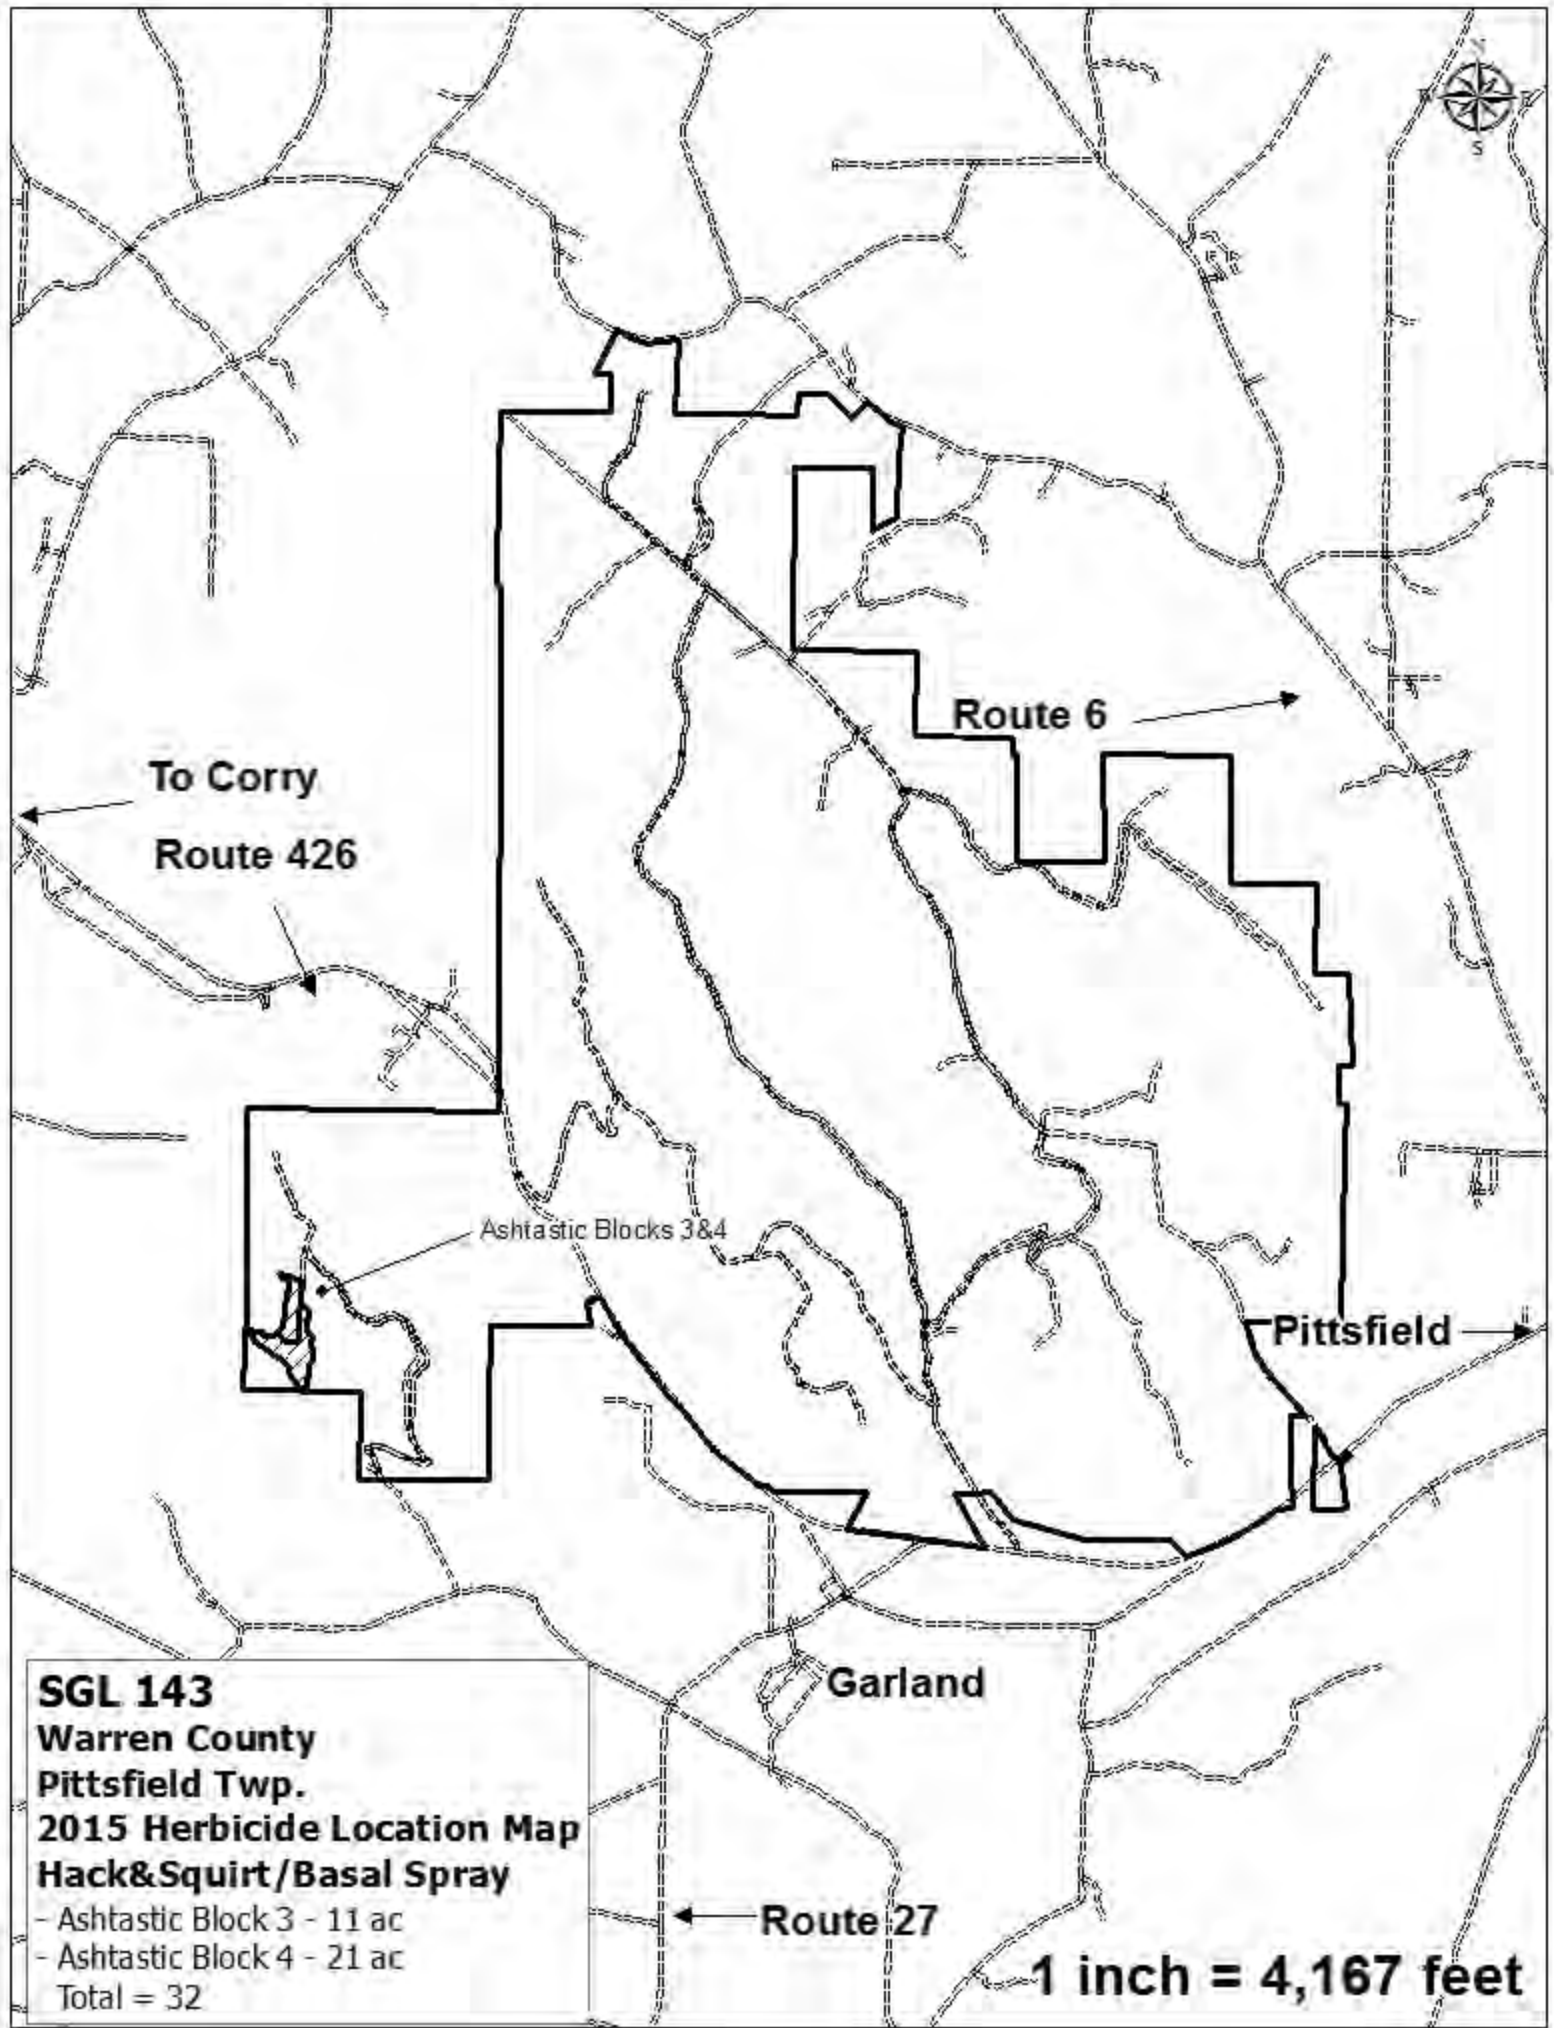 N
S
Route 6
To Corry
Route 426
Ashtastic Blocks 3&4
Pittsfield
Garland
SGL 143
Warren County
Pittsfield Twp.
2015 Herbicide Location Map
Hack&Squirt/Basal Spray
- Ashtastic Block 3 - 11 ac
- Ashtastic Block 4 - 21 ac
Total = 32
Route 27
1 inch = 4,167 feet